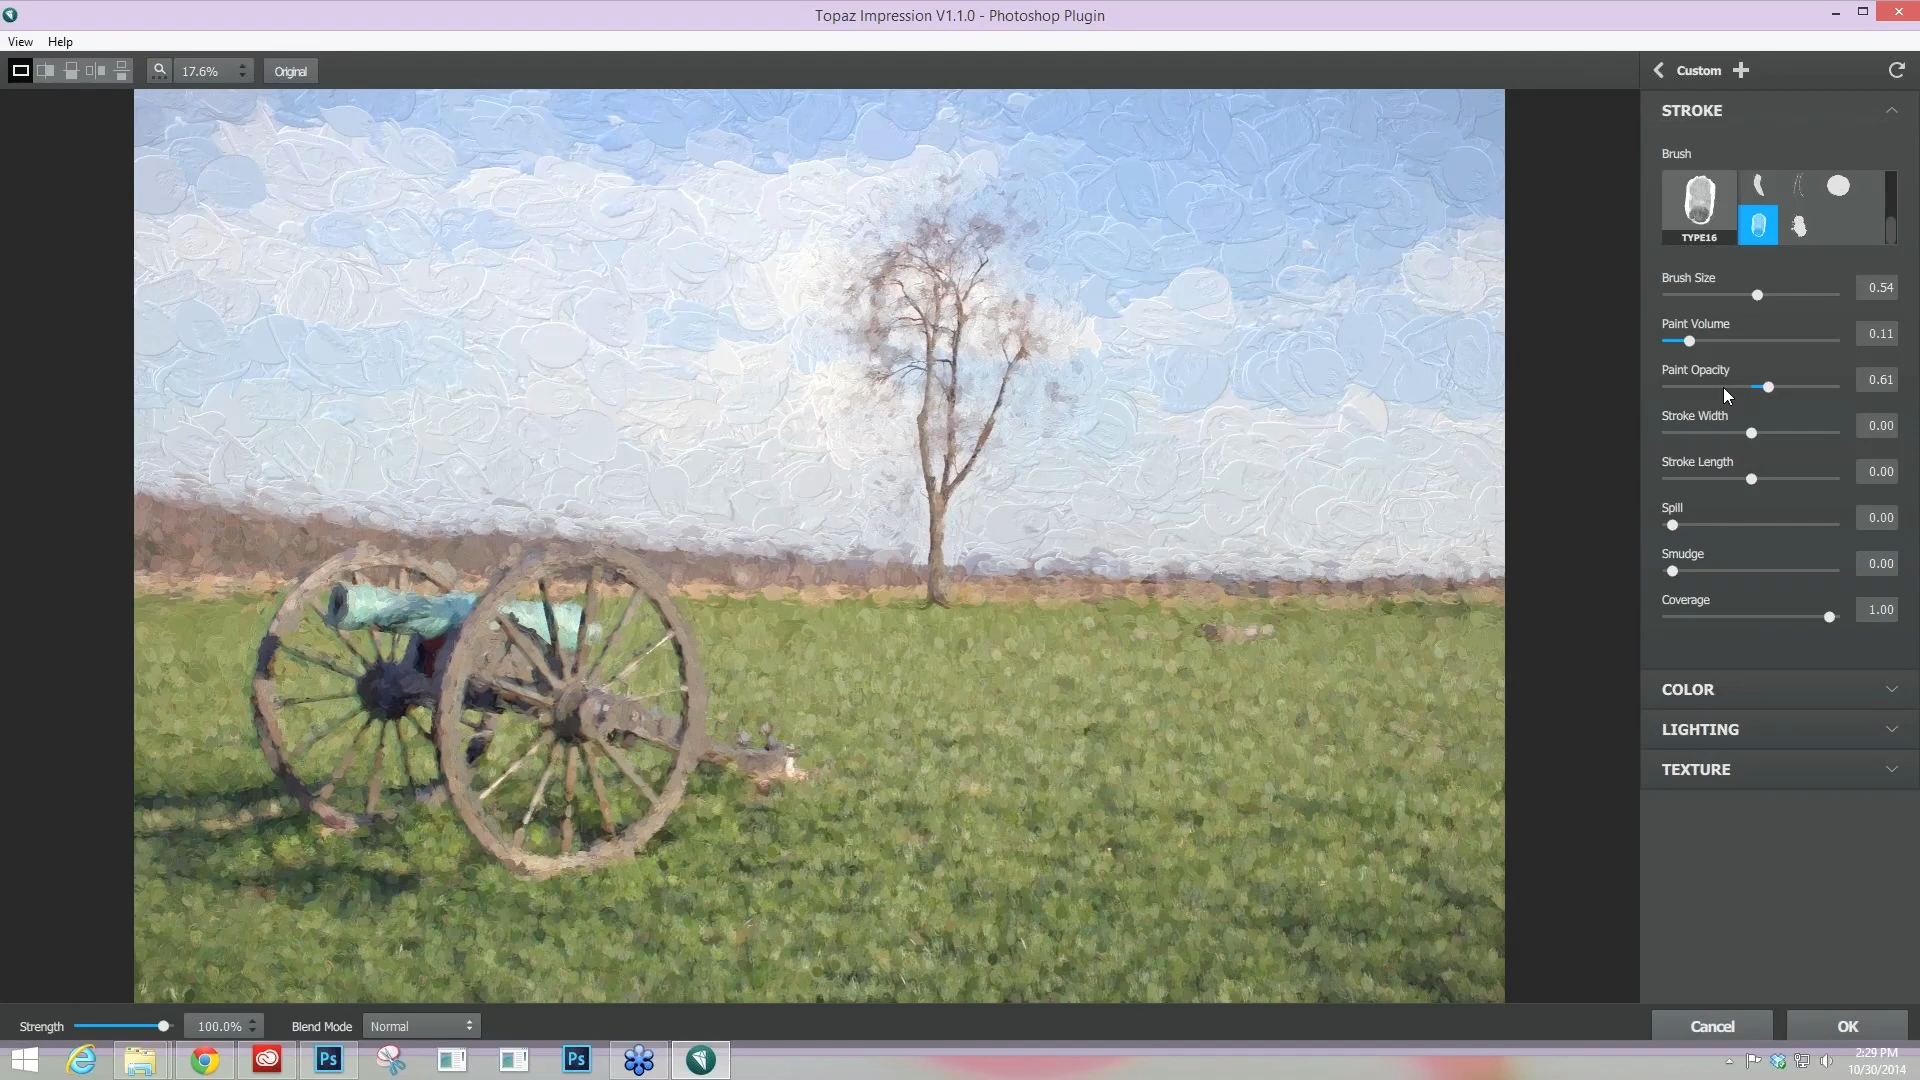 Topaz Impression V1.1.0 - Photoshop Plugin
View Help
17.6% Original
Custom
STROKE
Brush
TYPE16
Brush Size 0.54
Paint Volume 0.11
Paint Opacity 0.61
Stroke Width 0.00
Stroke Length 0.00
Spill 0.00
Smudge 0.00
Coverage 1.00
COLOR
LIGHTING
TEXTURE
Strength 100.0% Blend Mode Normal
Cancel OK
Ps Ps
2:29 PM
10/30/2014